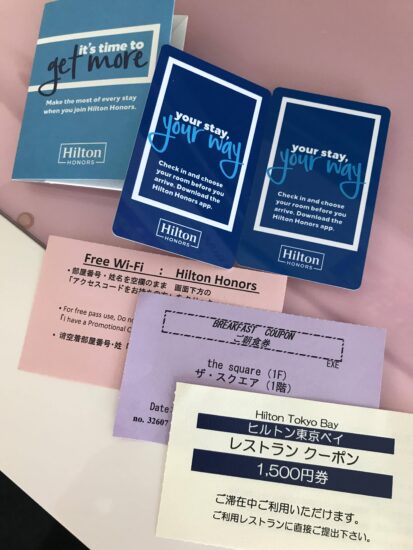 it's time to
get more
Make the most of every stay
when you join Hilton Honors.
Hilton
HONORS
your stay,
your way
Check in and choose
your room before you
arrive. Download the
Hilton Honors app.
Hilton
HONORS
your stay,
your way
Check in and choose
your room before you
arrive. Download the
Hilton Honors app.
Hilton
HONORS
Free Wi-Fi : Hilton Honors
・部屋番号・姓名を空欄のまま 画面下方の
「アクセスコードをお持ち
・For free pass use, Do no
「i have a Promotional C
・请空着部屋番号・姓
BREAKFAST COUPON
ご朝食券
EXE
the square (1F)
ザ・スクエア (1階)
Date:
no. 32607
Hilton Tokyo Bay
ヒルトン東京ベイ
レストラン クーポン
1,500円券
ご滞在中ご利用いただけます。
ご利用レストランに直接ご提出下さい。